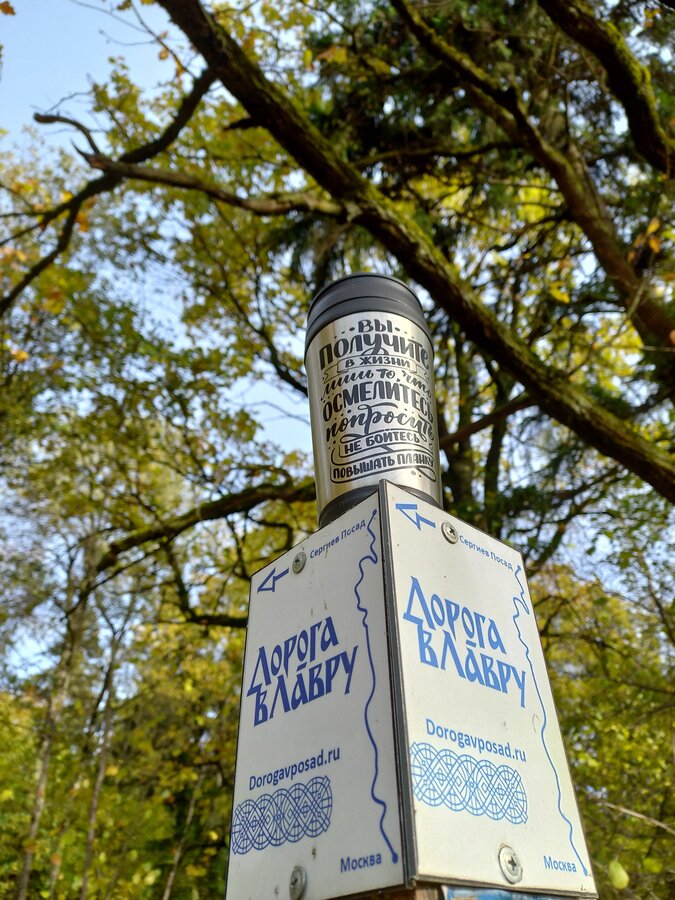 ВЫ
ПОЛУЧИТЕ
В ЖИЗНИ
лишь то, что
ОСМЕЛИТЕСЬ
попросить
НЕ БОЙТЕСЬ
ПОВЫШАТЬ ПЛАНКУ
Сергиев Посад
ДОРОГА
В ЛАВРУ
Dorogavposad.ru
Москва
Сергиев Посад
ДОРОГА
В ЛАВРУ
Dorogavposad.ru
Москва